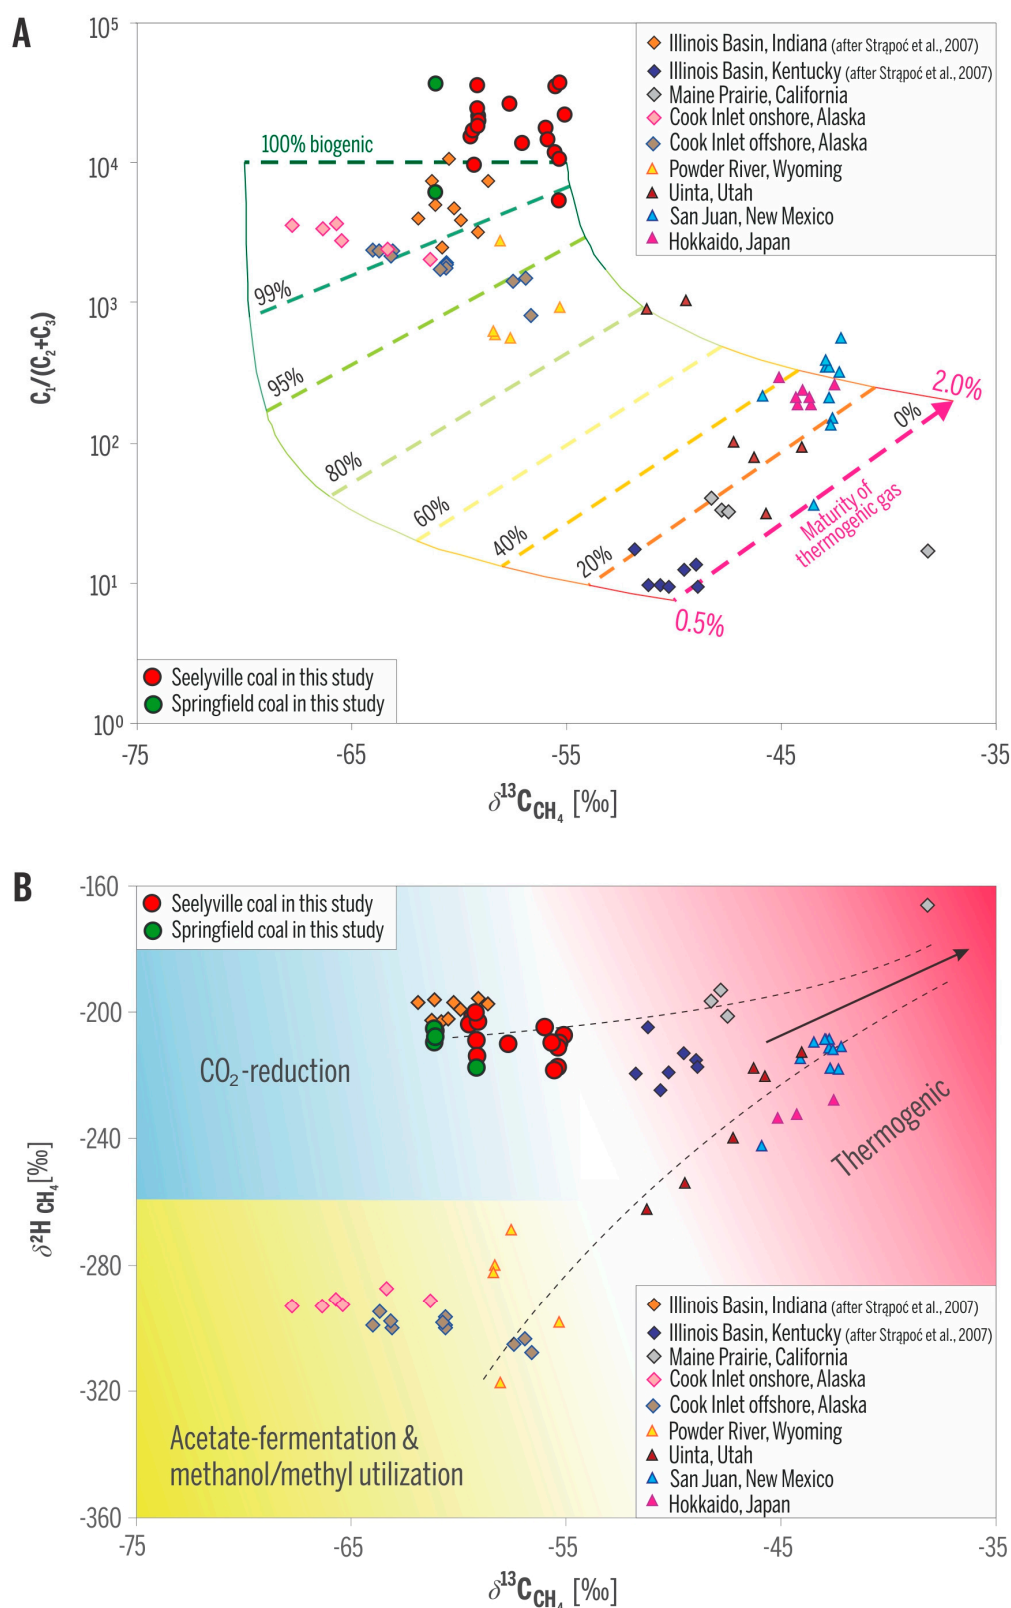 A
10⁵
10⁴
10³
10²
10¹
10⁰
C₁/(C₂+C₃)
Illinois Basin, Indiana (after Strąpoć et al., 2007)
Illinois Basin, Kentucky (after Strąpoć et al., 2007)
Maine Prairie, California
Cook Inlet onshore, Alaska
Cook Inlet offshore, Alaska
Powder River, Wyoming
Uinta, Utah
San Juan, New Mexico
Hokkaido, Japan
100% biogenic
99%
95%
80%
60%
40%
20%
0%
2.0%
Maturity of
thermogenic gas
0.5%
Seelyville coal in this study
Springfield coal in this study
-75 -65 -55 -45 -35
δ¹³C CH₄ [‰]
B
-160
-200
-240
-280
-320
-360
δ²H CH₄ [‰]
Seelyville coal in this study
Springfield coal in this study
CO₂-reduction
Thermogenic
Acetate-fermentation &
methanol/methyl utilization
Illinois Basin, Indiana (after Strąpoć et al., 2007)
Illinois Basin, Kentucky (after Strąpoć et al., 2007)
Maine Prairie, California
Cook Inlet onshore, Alaska
Cook Inlet offshore, Alaska
Powder River, Wyoming
Uinta, Utah
San Juan, New Mexico
Hokkaido, Japan
-75 -65 -55 -45 -35
δ¹³C CH₄ [‰]